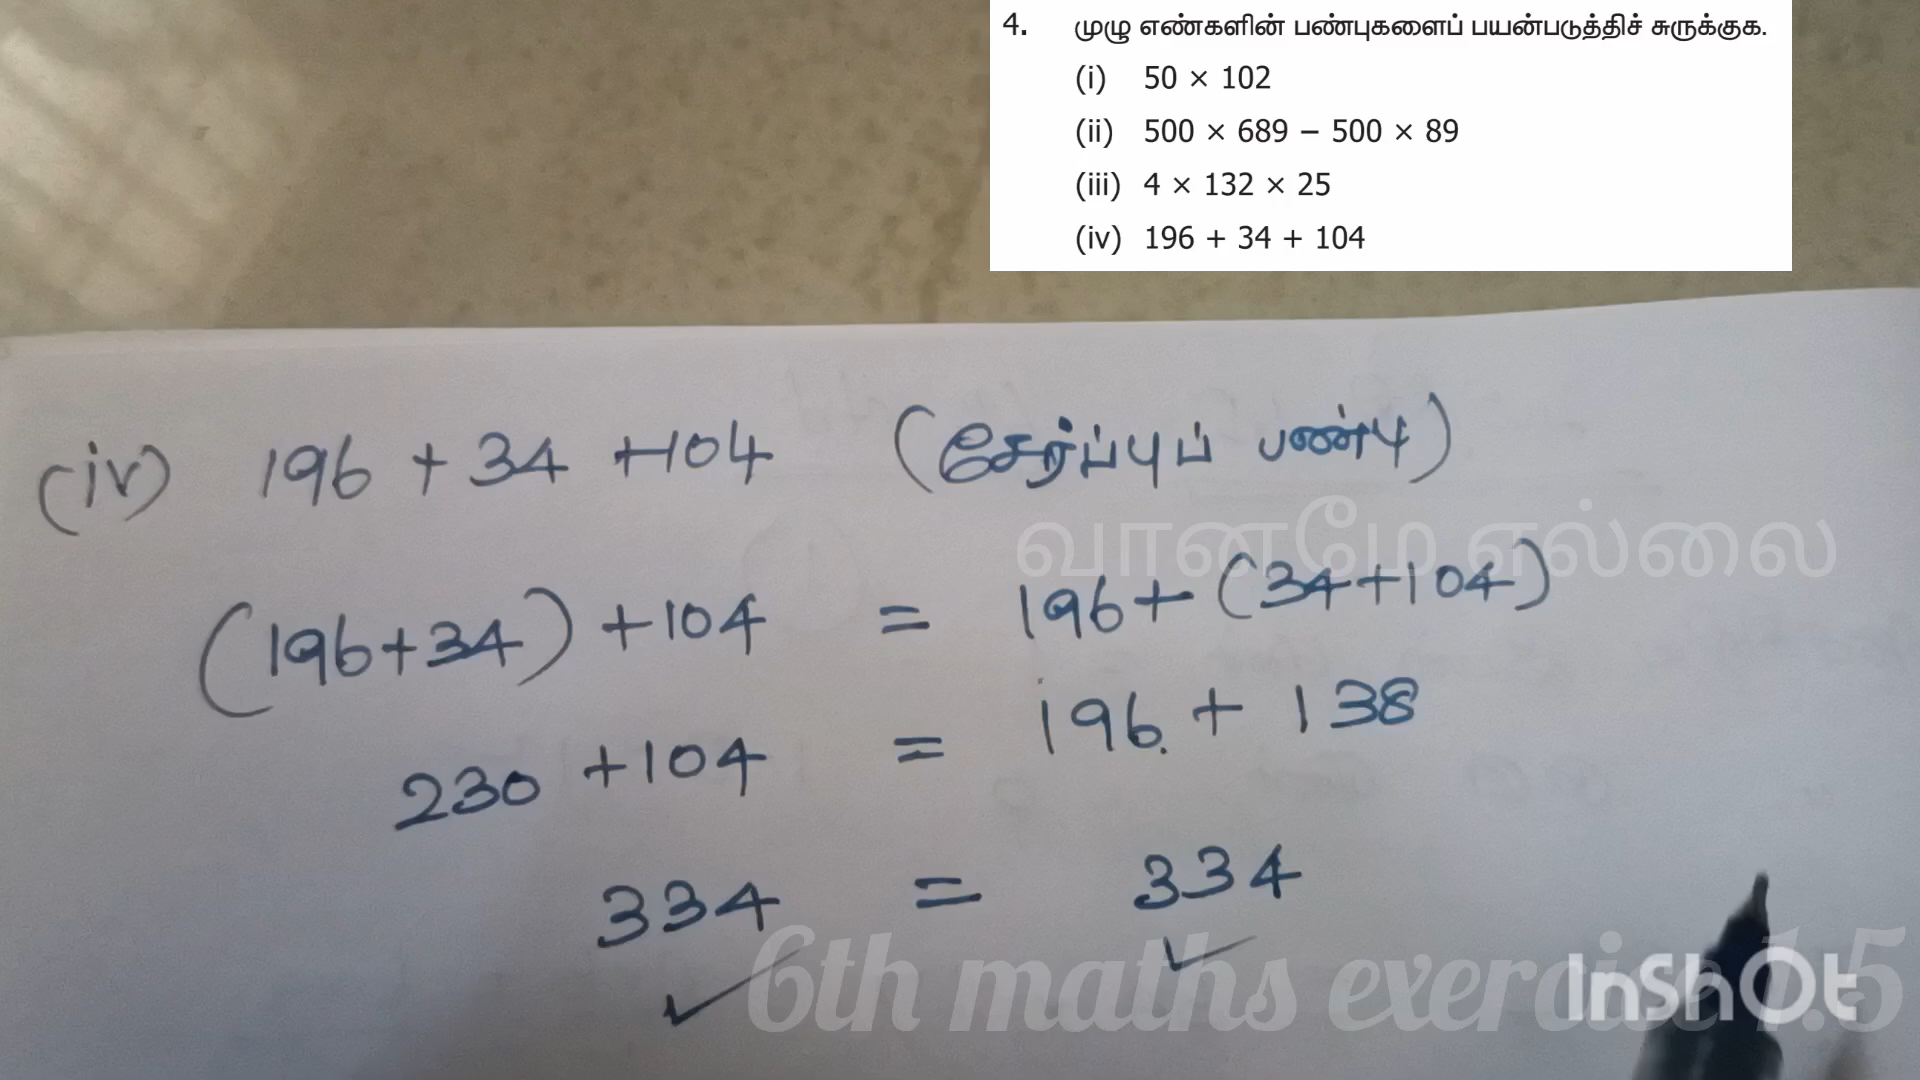 4. முழு எண்களின் பண்புகளைப் பயன்படுத்திச் சுருக்குக.
(i) 50 × 102
(ii) 500 × 689 – 500 × 89
(iii) 4 × 132 × 25
(iv) 196 + 34 + 104
(iv) 196 + 34 + 104 (சேர்ப்புப் பண்பு)
வானமே எல்லை
(196+34) + 104 = 196 + (34+104)
230 + 104 = 196 + 138
334 = 334
6th maths exercise 1.5
InShOt